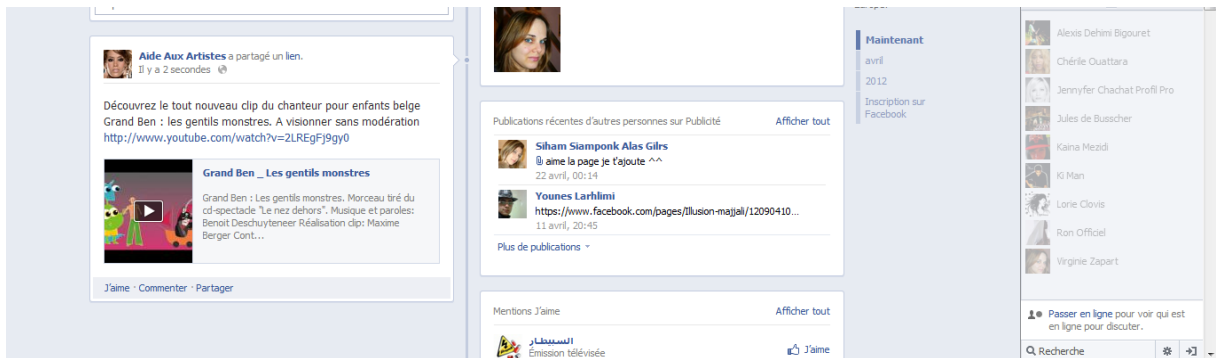 Aide Aux Artistes a partagé un lien.
Il y a 2 secondes
Découvrez le tout nouveau clip du chanteur pour enfants belge
Grand Ben : les gentils monstres. A visionner sans modération
http://www.youtube.com/watch?v=2LREgFj9gy0
Grand Ben _ Les gentils monstres
Grand Ben : Les gentils monstres. Morceau tiré du
cd-spectacle "Le nez dehors". Musique et paroles:
Benoit Deschuyteneer Réalisation clip: Maxime
Berger Cont...
J'aime · Commenter · Partager
Publications récentes d'autres personnes sur Publicité
Afficher tout
Siham Siamponk Alas Gilrs
aime la page je t'ajoute ^^
22 avril, 00:14
Younes Larhlimi
https://www.facebook.com/pages/Illusion-majjali/12090410...
11 avril, 20:45
Plus de publications
Mentions J'aime
Afficher tout
السبيطار
Émission télévisée
J'aime
Maintenant
avril
2012
Inscription sur
Facebook
Alexis Dehimi Bigouret
Chérile Ouattara
Jennyfer Chachat Profil Pro
Jules de Busscher
Kaina Mezidi
Ki Man
Lorie Clovis
Ron Officiel
Virginie Zapart
Passer en ligne pour voir qui est
en ligne pour discuter.
Recherche